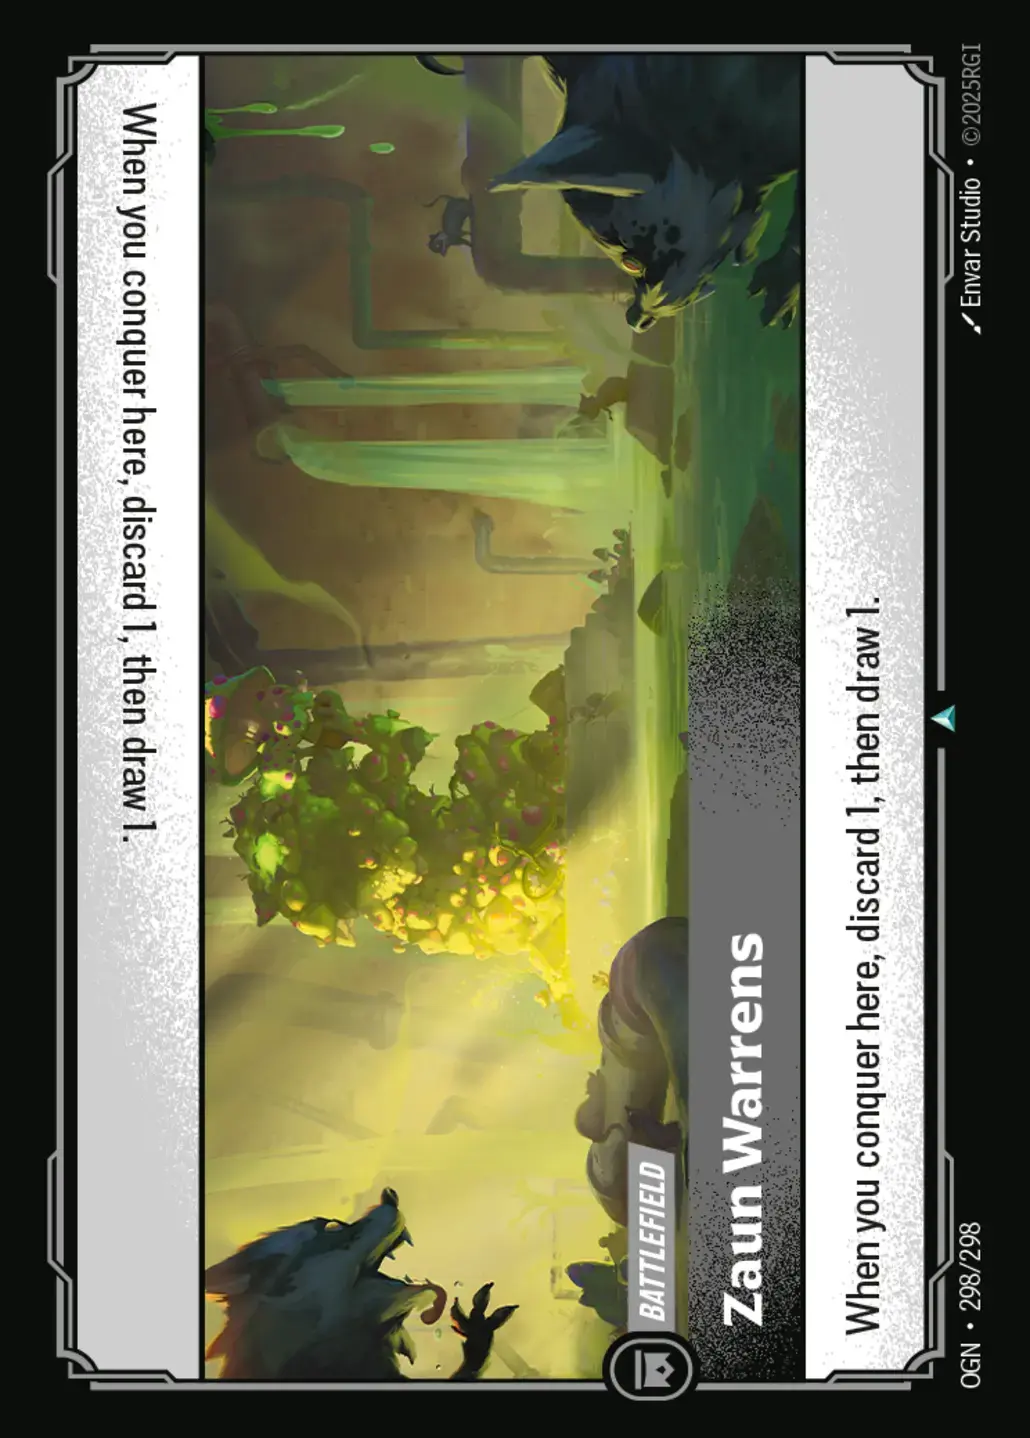 When you conquer here, discard 1, then draw 1.
BATTLEFIELD
Zaun Warrens
When you conquer here, discard 1, then draw 1.
OGN • 298/298
Envar Studio • ©2025RGI